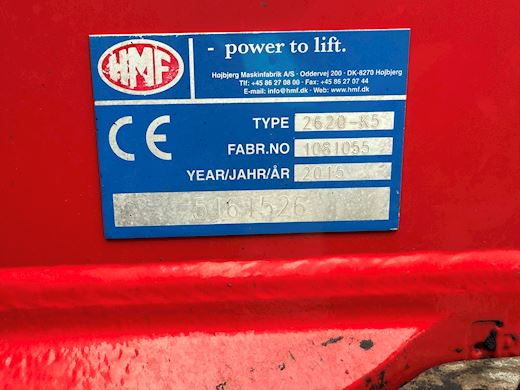 HMF
- power to lift.
Højbjerg Maskinfabrik A/S · Oddervej 200 · DK-8270 Højbjerg
Tlf: +45 86 27 08 00 · Fax: +45 86 27 07 44
E-mail: info@hmf.dk · Web: www.hmf.dk
CE
TYPE 2620-K5
FABR.NO 1081055
YEAR/JAHR/ÅR 2015
5161526